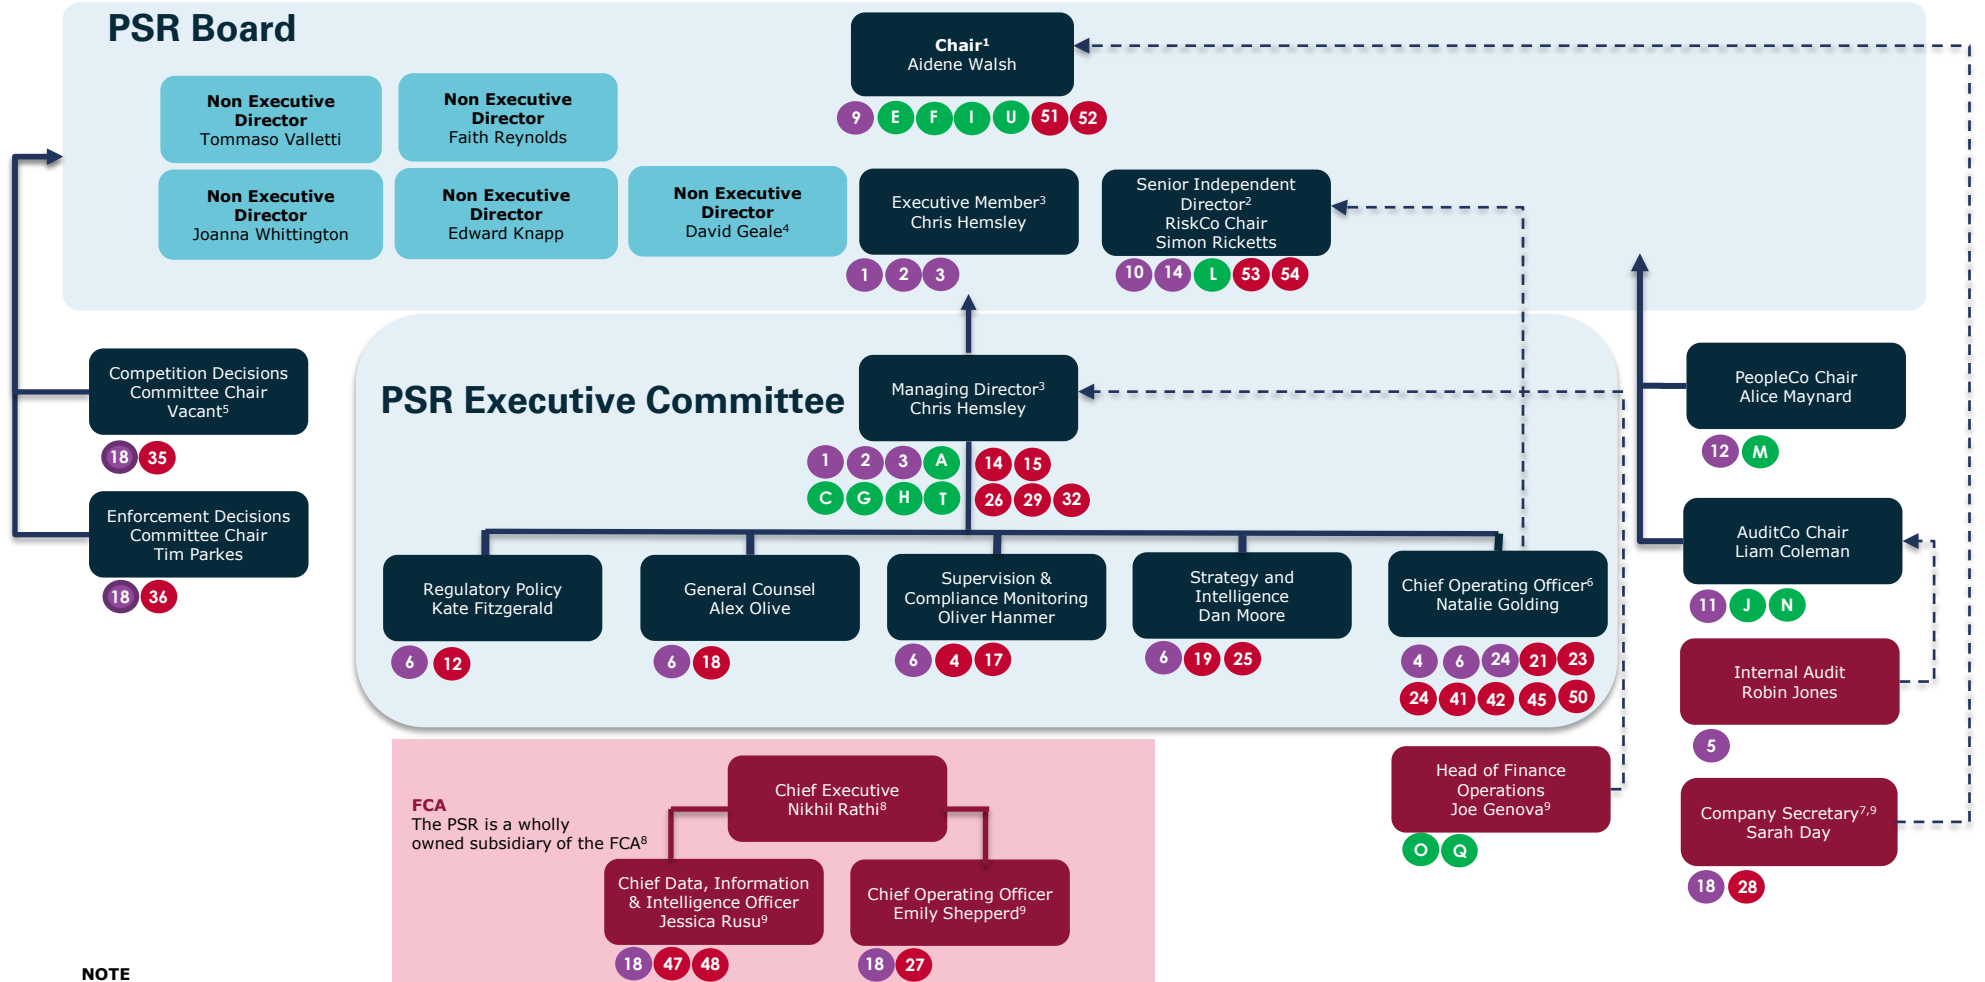 PSR Board
Chair¹
Aidene Walsh
9 E F I U 51 52
Non Executive
Director
Tommaso Valletti
Non Executive
Director
Faith Reynolds
Non Executive
Director
Joanna Whittington
Non Executive
Director
Edward Knapp
Non Executive
Director
David Geale⁴
Executive Member³
Chris Hemsley
1 2 3
Senior Independent
Director²
RiskCo Chair
Simon Ricketts
10 14 L 53 54
Competition Decisions
Committee Chair
Vacant⁵
18 35
Enforcement Decisions
Committee Chair
Tim Parkes
18 36
PSR Executive Committee
Managing Director³
Chris Hemsley
1 2 3 A 14 15
C G H T 26 29 32
Regulatory Policy
Kate Fitzgerald
6 12
General Counsel
Alex Olive
6 18
Supervision &
Compliance Monitoring
Oliver Hanmer
6 4 17
Strategy and
Intelligence
Dan Moore
6 19 25
Chief Operating Officer⁶
Natalie Golding
4 6 24 21 23
24 41 42 45 50
PeopleCo Chair
Alice Maynard
12 M
AuditCo Chair
Liam Coleman
11 J N
Internal Audit
Robin Jones
5
Company Secretary⁷,⁹
Sarah Day
18 28
Head of Finance
Operations
Joe Genova⁹
O Q
FCA
The PSR is a wholly
owned subsidiary of the FCA⁸
Chief Executive
Nikhil Rathi⁸
Chief Data, Information
& Intelligence Officer
Jessica Rusu⁹
18 47 48
Chief Operating Officer
Emily Shepperd⁹
18 27
NOTE